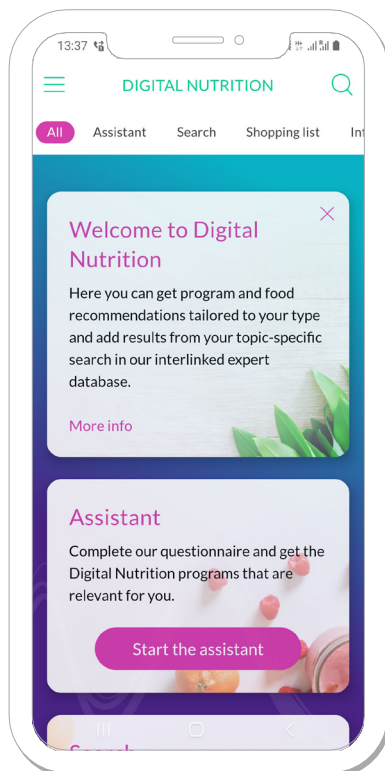 13:37
DIGITAL NUTRITION
All Assistant Search Shopping list
Welcome to Digital
Nutrition
Here you can get program and food
recommendations tailored to your type
and add results from your topic-specific
search in our interlinked expert
database.
More info
Assistant
Complete our questionnaire and get the
Digital Nutrition programs that are
relevant for you.
Start the assistant
Search